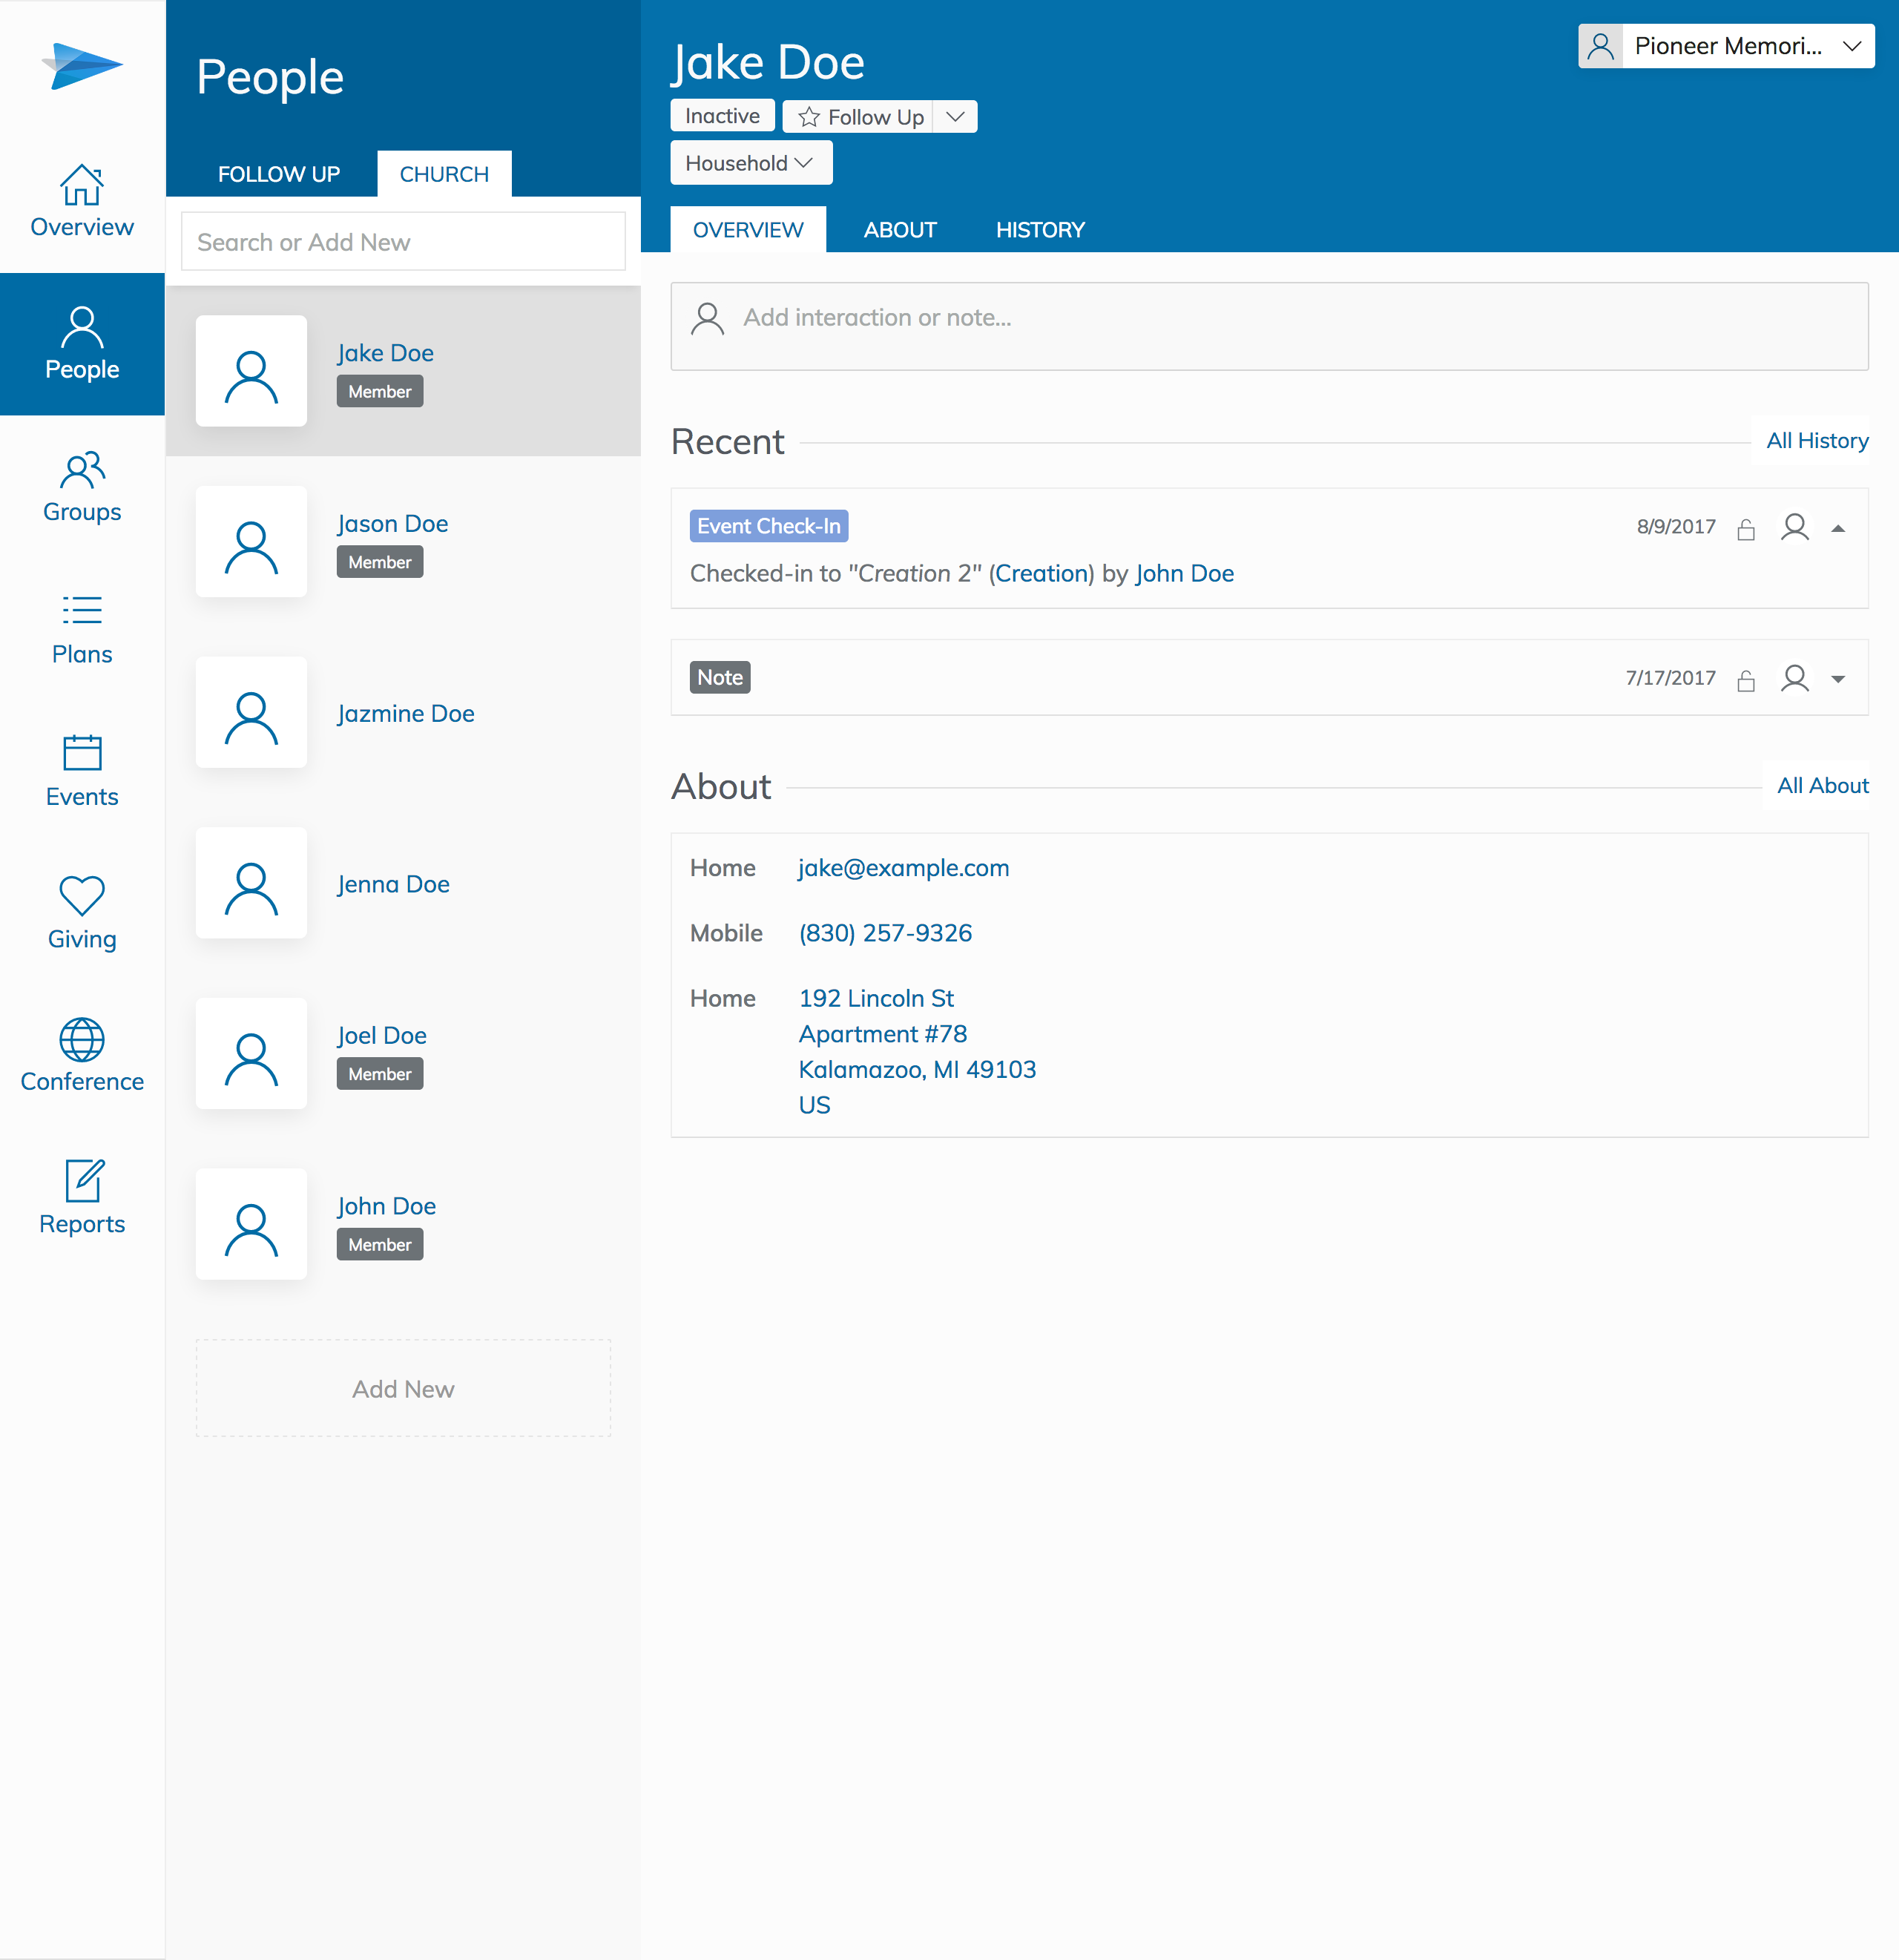 Overview
People
Groups
Plans
Events
Giving
Conference
Reports
People
FOLLOW UP
CHURCH
Search or Add New
Jake Doe
Member
Jason Doe
Member
Jazmine Doe
Jenna Doe
Joel Doe
Member
John Doe
Member
Add New
Jake Doe
Pioneer Memori...
Inactive
Follow Up
Household
OVERVIEW
ABOUT
HISTORY
Add interaction or note...
Recent
All History
Event Check-In
8/9/2017
Checked-in to "Creation 2" (Creation) by John Doe
Note
7/17/2017
About
All About
Home jake@example.com
Mobile (830) 257-9326
Home 192 Lincoln St
Apartment #78
Kalamazoo, MI 49103
US